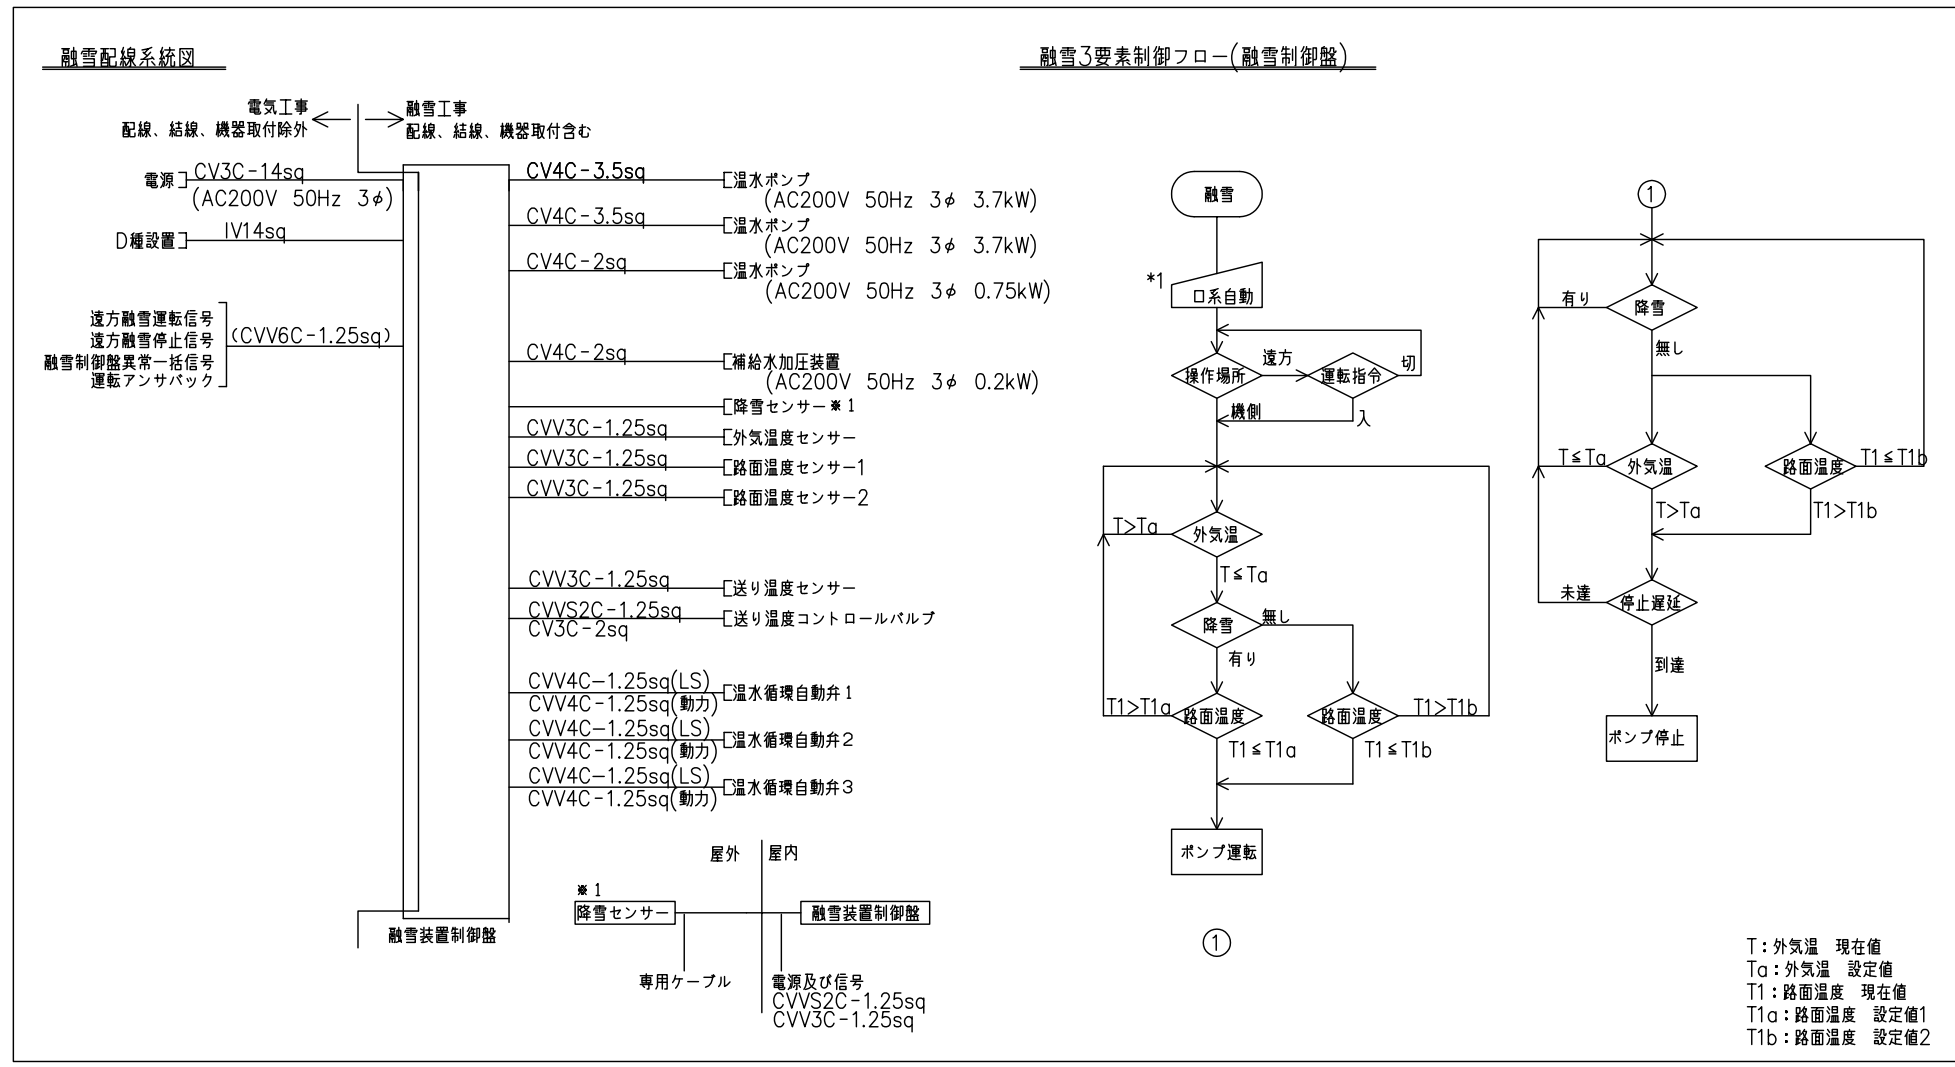 融雪配線系統図
電気工事
配線、結線、機器取付除外
融雪工事
配線、結線、機器取付含む
電源
CV3C-14sq
(AC200V 50Hz 3φ)
D種設置
IV14sq
遠方融雪運転信号
遠方融雪停止信号
融雪制御盤異常一括信号
運転アンサバック
(CVV6C-1.25sq)
CV4C-3.5sq
温水ポンプ
(AC200V 50Hz 3φ 3.7kW)
CV4C-3.5sq
温水ポンプ
(AC200V 50Hz 3φ 3.7kW)
CV4C-2sq
温水ポンプ
(AC200V 50Hz 3φ 0.75kW)
CV4C-2sq
補給水加圧装置
(AC200V 50Hz 3φ 0.2kW)
降雪センサー※1
CVV3C-1.25sq
外気温度センサー
CVV3C-1.25sq
路面温度センサー1
CVV3C-1.25sq
路面温度センサー2
CVV3C-1.25sq
送り温度センサー
CVVS2C-1.25sq
CV3C-2sq
送り温度コントロールバルブ
CVV4C-1.25sq(LS)
CVV4C-1.25sq(動力)
温水循環自動弁1
CVV4C-1.25sq(LS)
CVV4C-1.25sq(動力)
温水循環自動弁2
CVV4C-1.25sq(LS)
CVV4C-1.25sq(動力)
温水循環自動弁3
融雪装置制御盤
屋外
屋内
※1
降雪センサー
融雪装置制御盤
専用ケーブル
電源及び信号
CVVS2C-1.25sq
CVV3C-1.25sq
融雪3要素制御フロー(融雪制御盤)
融雪
*1
口系自動
操作場所
遠方
運転指令
切
機側
入
T>Ta
外気温
T≦Ta
降雪
無し
有り
T1>T1a
路面温度
路面温度
T1>T1b
T1≦T1a
T1≦T1b
ポンプ運転
①
①
有り
降雪
無し
T≦Ta
外気温
路面温度
T1≦T1b
T>Ta
T1>T1b
未達
停止遅延
到達
ポンプ停止
T:外気温 現在値
Ta:外気温 設定値
T1:路面温度 現在値
T1a:路面温度 設定値1
T1b:路面温度 設定値2